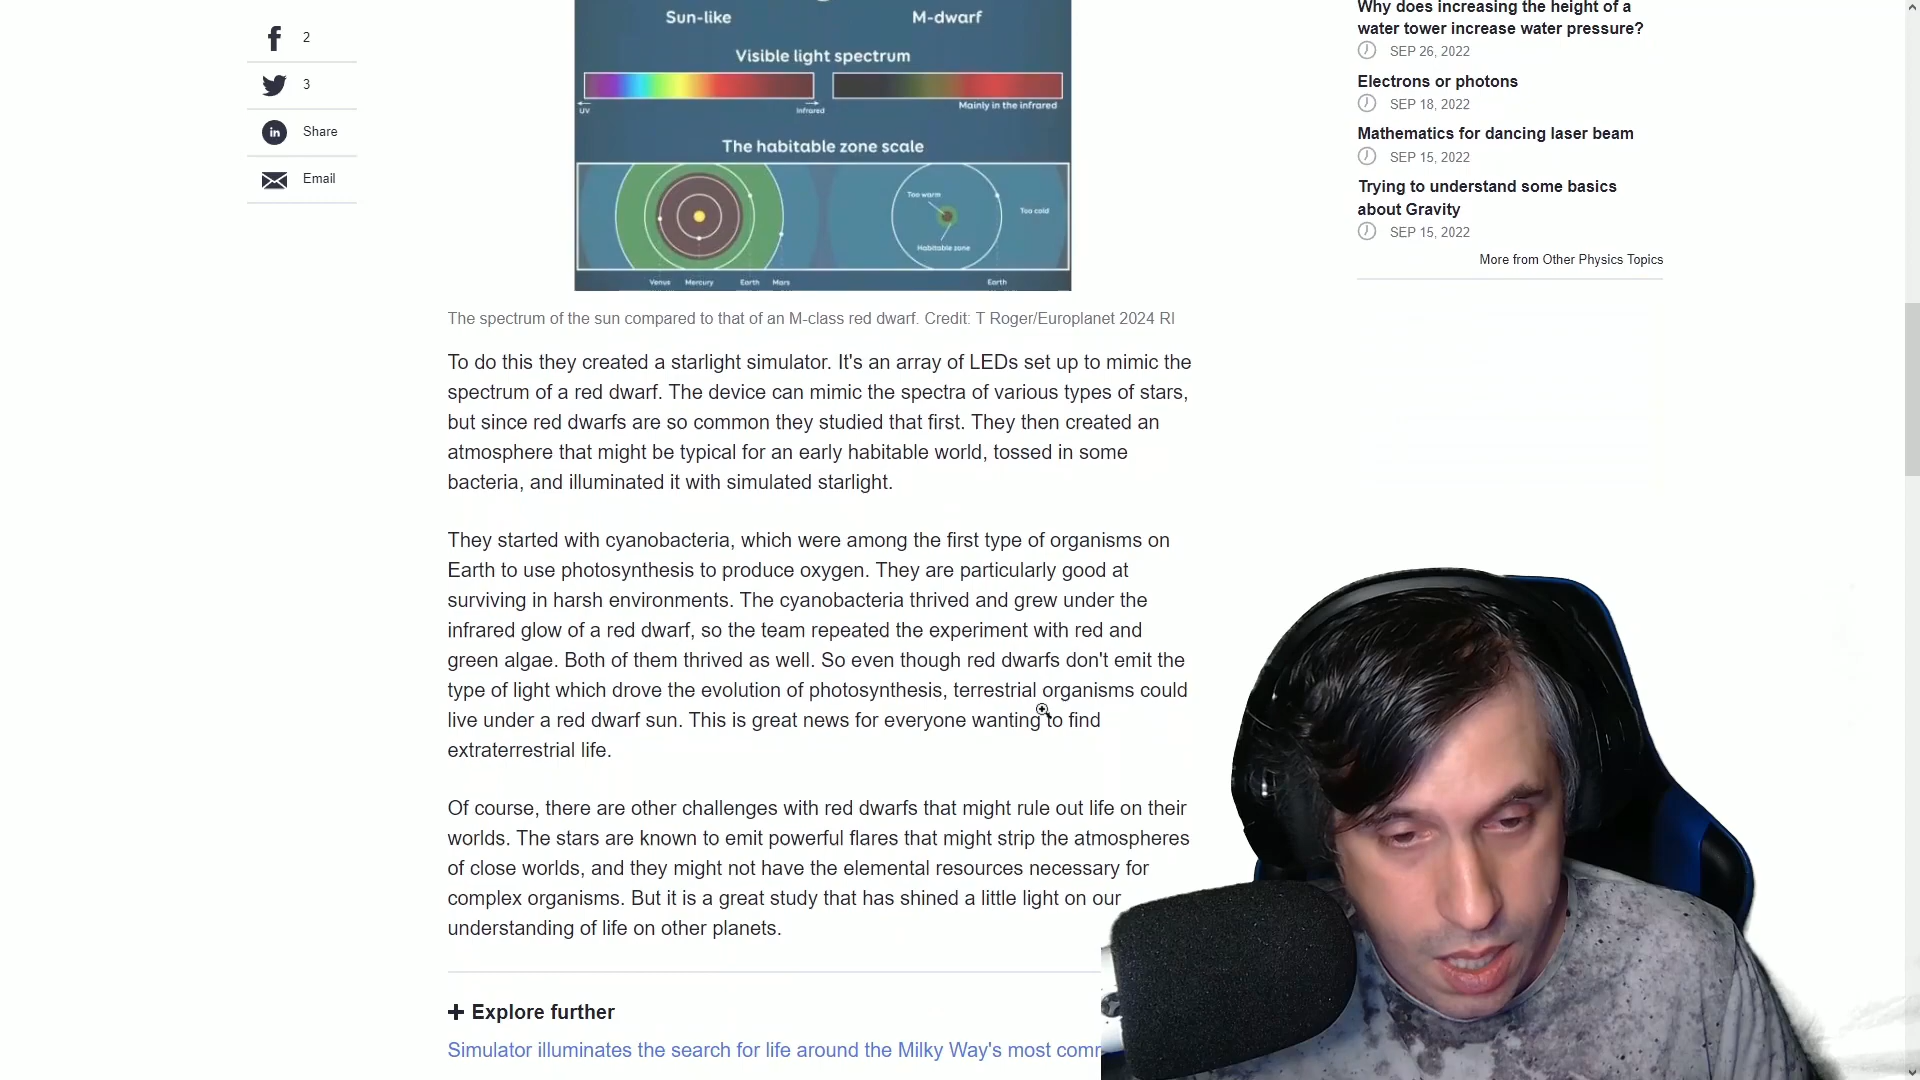 2
3
Share
Email
Sun-like
M-dwarf
Visible light spectrum
UV
Infrared
Mainly in the infrared
The habitable zone scale
Too warm
Too cold
Habitable zone
Venus
Mercury
Earth
Mars
Earth
The spectrum of the sun compared to that of an M-class red dwarf. Credit: T Roger/Europlanet 2024 RI
To do this they created a starlight simulator. It's an array of LEDs set up to mimic the
spectrum of a red dwarf. The device can mimic the spectra of various types of stars,
but since red dwarfs are so common they studied that first. They then created an
atmosphere that might be typical for an early habitable world, tossed in some
bacteria, and illuminated it with simulated starlight.
They started with cyanobacteria, which were among the first type of organisms on
Earth to use photosynthesis to produce oxygen. They are particularly good at
surviving in harsh environments. The cyanobacteria thrived and grew under the
infrared glow of a red dwarf, so the team repeated the experiment with red and
green algae. Both of them thrived as well. So even though red dwarfs don't emit the
type of light which drove the evolution of photosynthesis, terrestrial organisms could
live under a red dwarf sun. This is great news for everyone wanting to find
extraterrestrial life.
Of course, there are other challenges with red dwarfs that might rule out life on their
worlds. The stars are known to emit powerful flares that might strip the atmospheres
of close worlds, and they might not have the elemental resources necessary for
complex organisms. But it is a great study that has shined a little light on our
understanding of life on other planets.
+ Explore further
Simulator illuminates the search for life around the Milky Way's most
Why does increasing the height of a
water tower increase water pressure?
SEP 26, 2022
Electrons or photons
SEP 18, 2022
Mathematics for dancing laser beam
SEP 15, 2022
Trying to understand some basics
about Gravity
SEP 15, 2022
More from Other Physics Topics